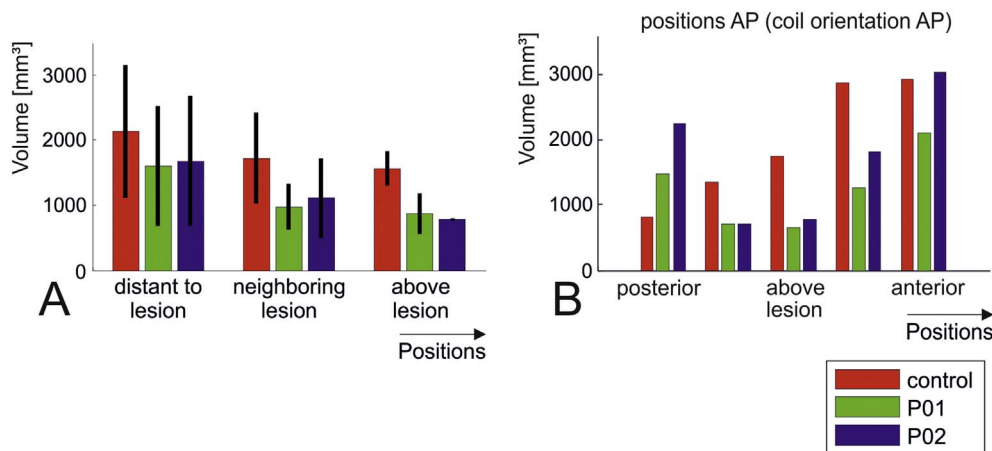 Volume [mm³]
3000
2000
1000
0
distant to
lesion
neighboring
lesion
above
lesion
Positions
A
positions AP (coil orientation AP)
Volume [mm³]
3000
2000
1000
0
posterior
above
lesion
anterior
Positions
B
control
P01
P02